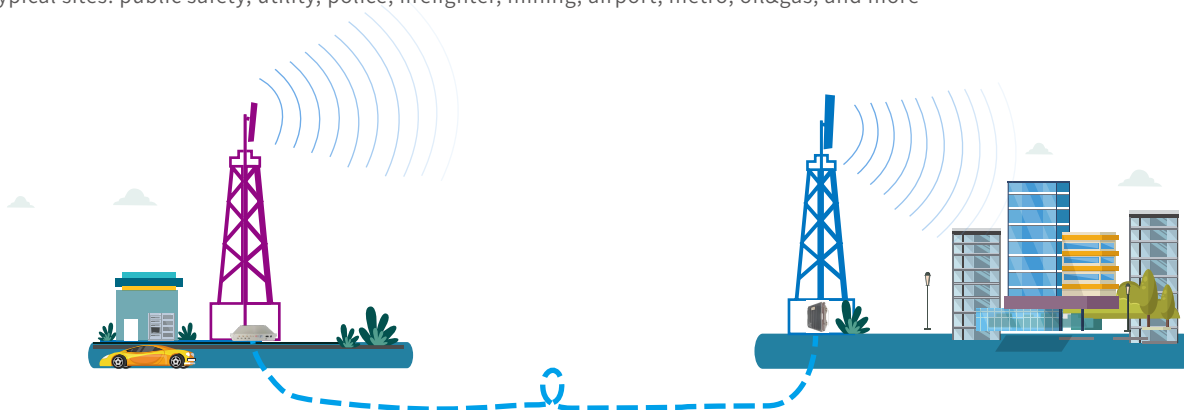 ypical sites: public safety, utility, police, firefighter, mining, airport, metro, oil&gas, and more